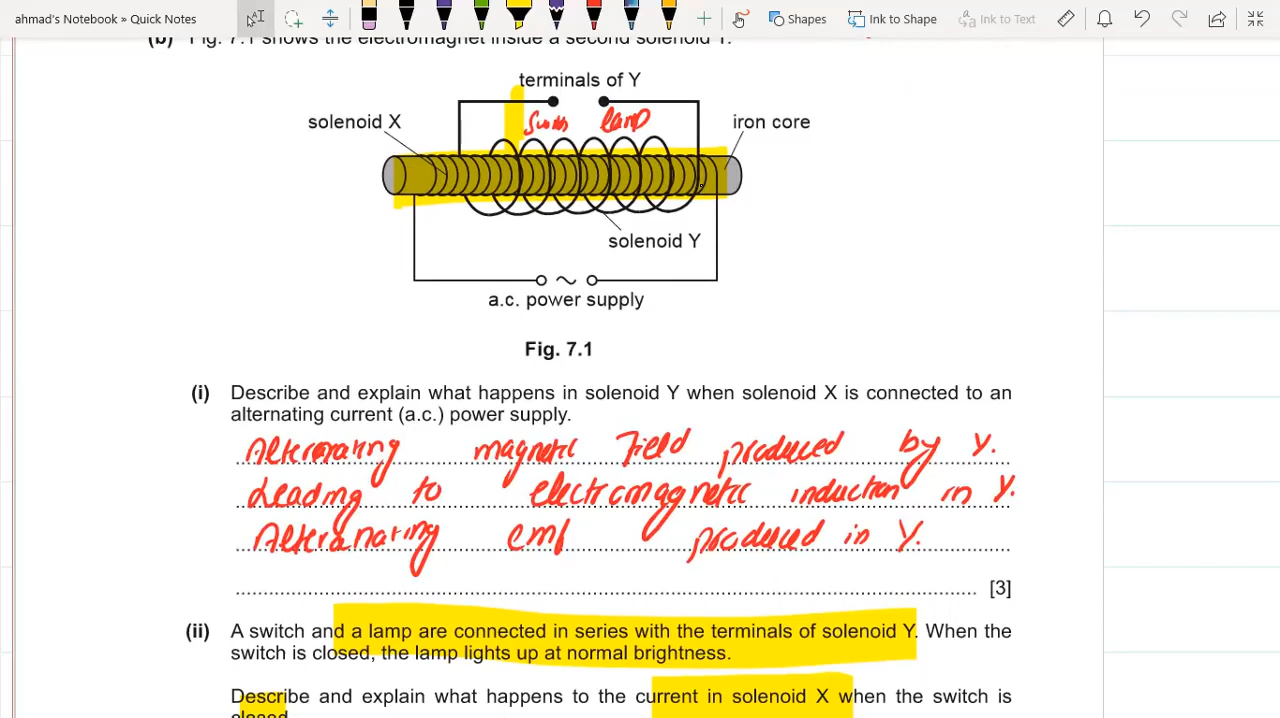 ahmad's Notebook » Quick Notes
Shapes
Ink to Shape
Ink to Text
(b) Fig. 7.1 shows the electromagnet inside a second solenoid Y.
terminals of Y
solenoid X
lamp
iron core
solenoid Y
a.c. power supply
Fig. 7.1
(i) Describe and explain what happens in solenoid Y when solenoid X is connected to an
alternating current (a.c.) power supply.
Alternating magnetic Field produced by Y.
Leading to electromagnetic induction in Y.
Alteranating emf produced in Y.
[3]
(ii) A switch and a lamp are connected in series with the terminals of solenoid Y. When the
switch is closed, the lamp lights up at normal brightness.
Describe and explain what happens to the current in solenoid X when the switch is
closed.